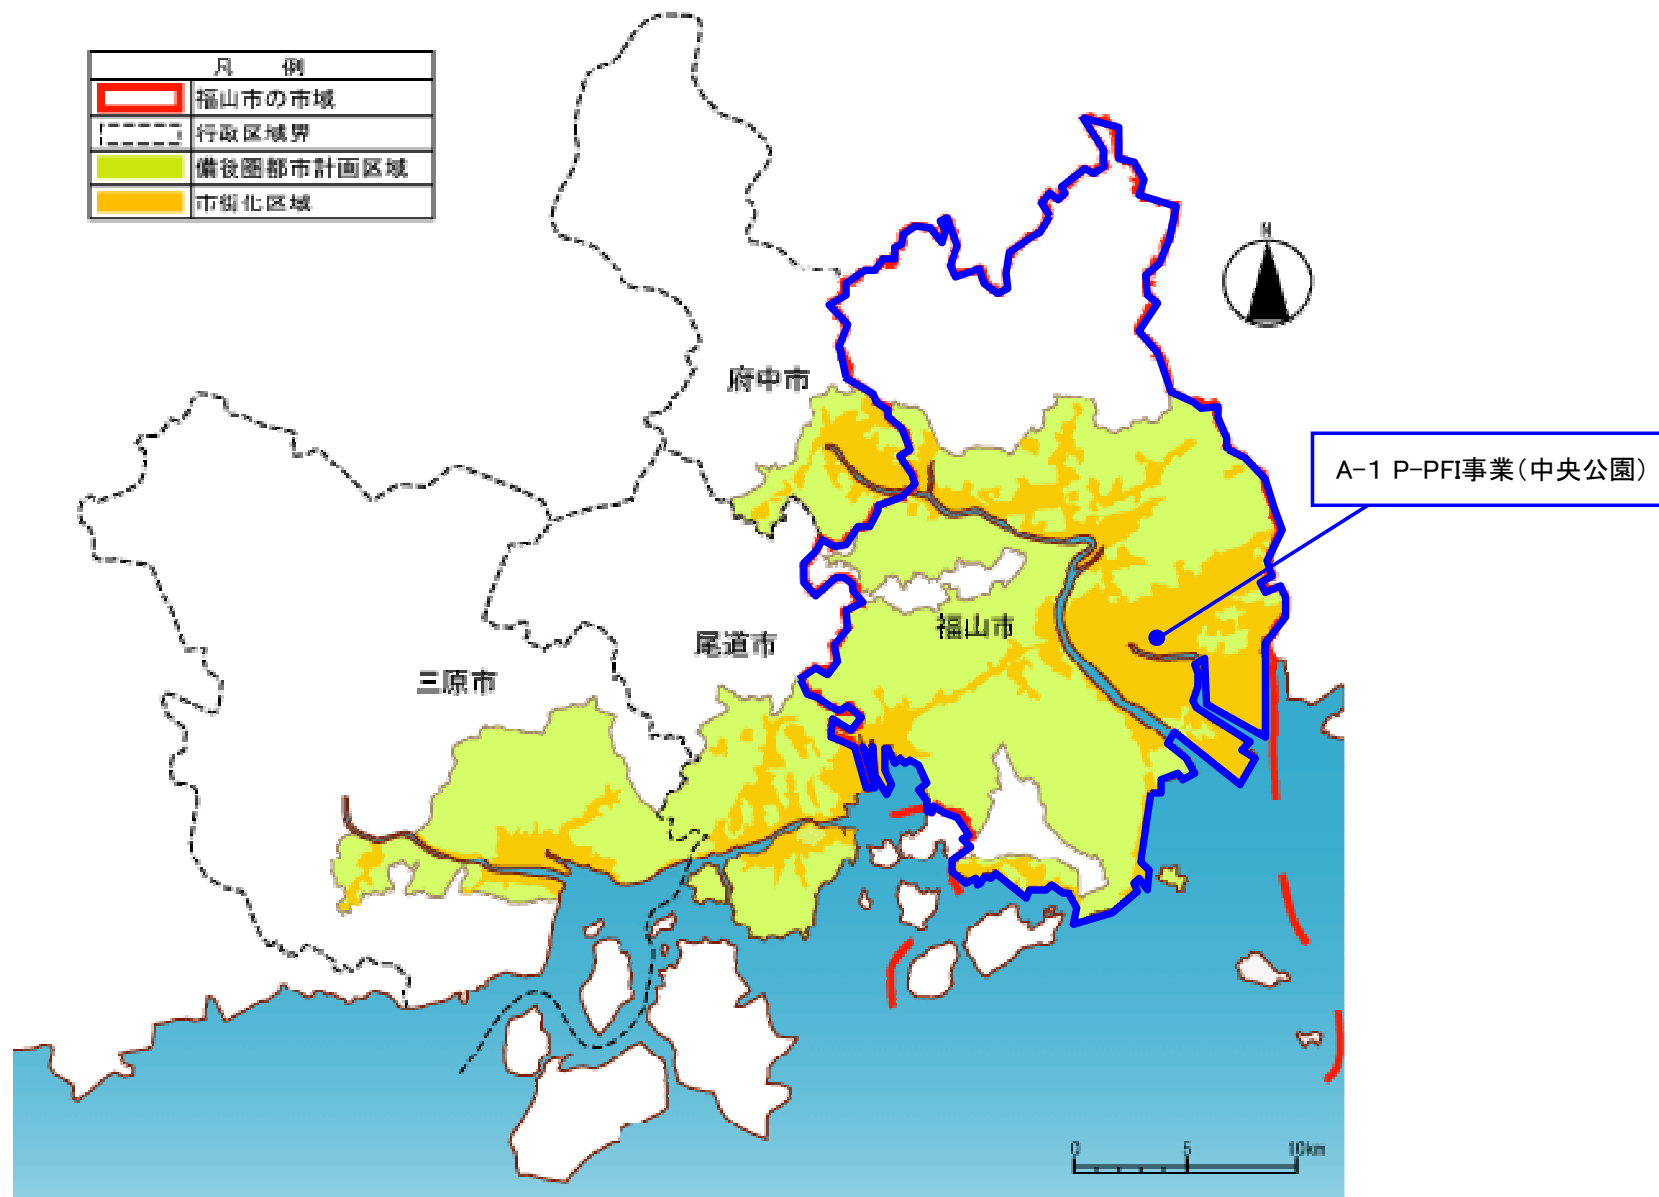 凡 例
福山市の市域
行政区域界
備後圏都市計画区域
市街化区域
N
府中市
A-1 P-PFI事業(中央公園)
福山市
尾道市
三原市
0 5 10km